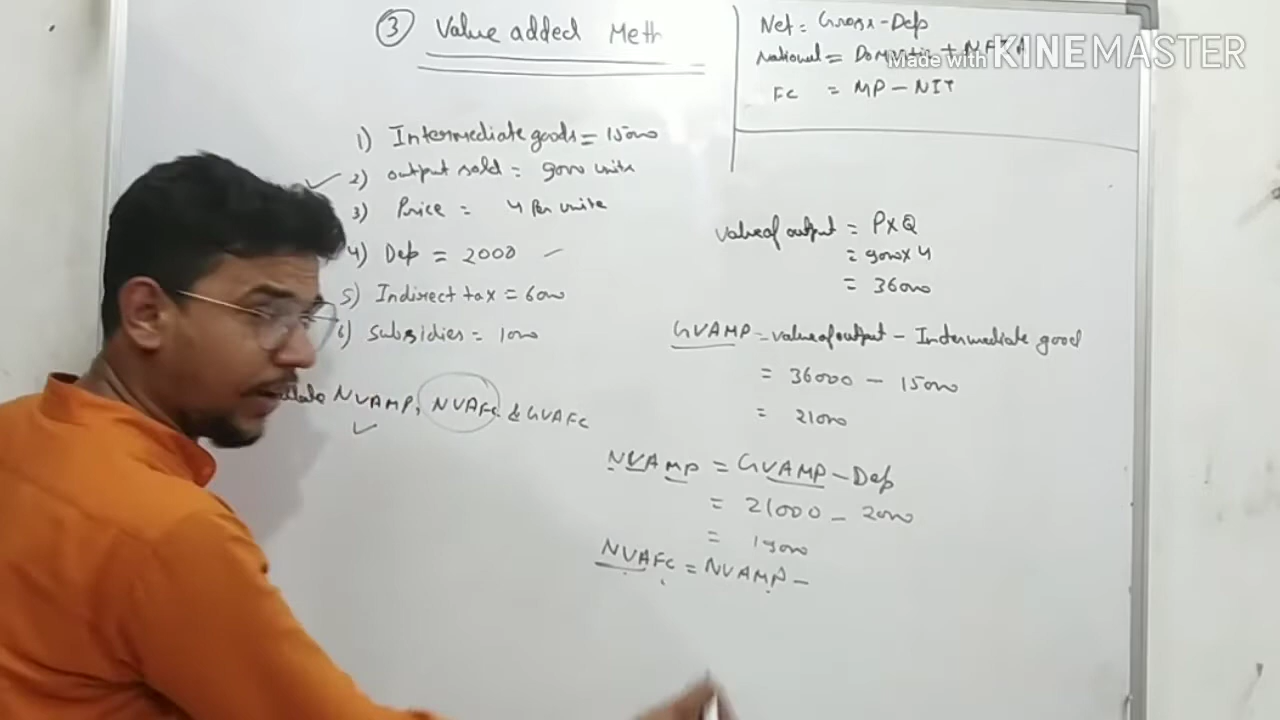 ③ Value added Meth
Net = Gross - Dep
National = Domestic + NFIA
FC = MP - NIT
Made with KINEMASTER
1) Intermediate goods = 15000
2) output sold = 9000 units
3) Price = 4 Per unite
4) Dep = 2000
5) Indirect tax = 6000
6) Subsidies = 1000
NVAMP, NVAFC & GVAFC
value of output = P×Q
= 9000×4
= 36000
GVAMP = value of output - Intermediate good
= 36000 - 15000
= 21000
NVAMP = GVAMP - Dep
= 21000 - 2000
= 19000
NVAFC = NVAMP -